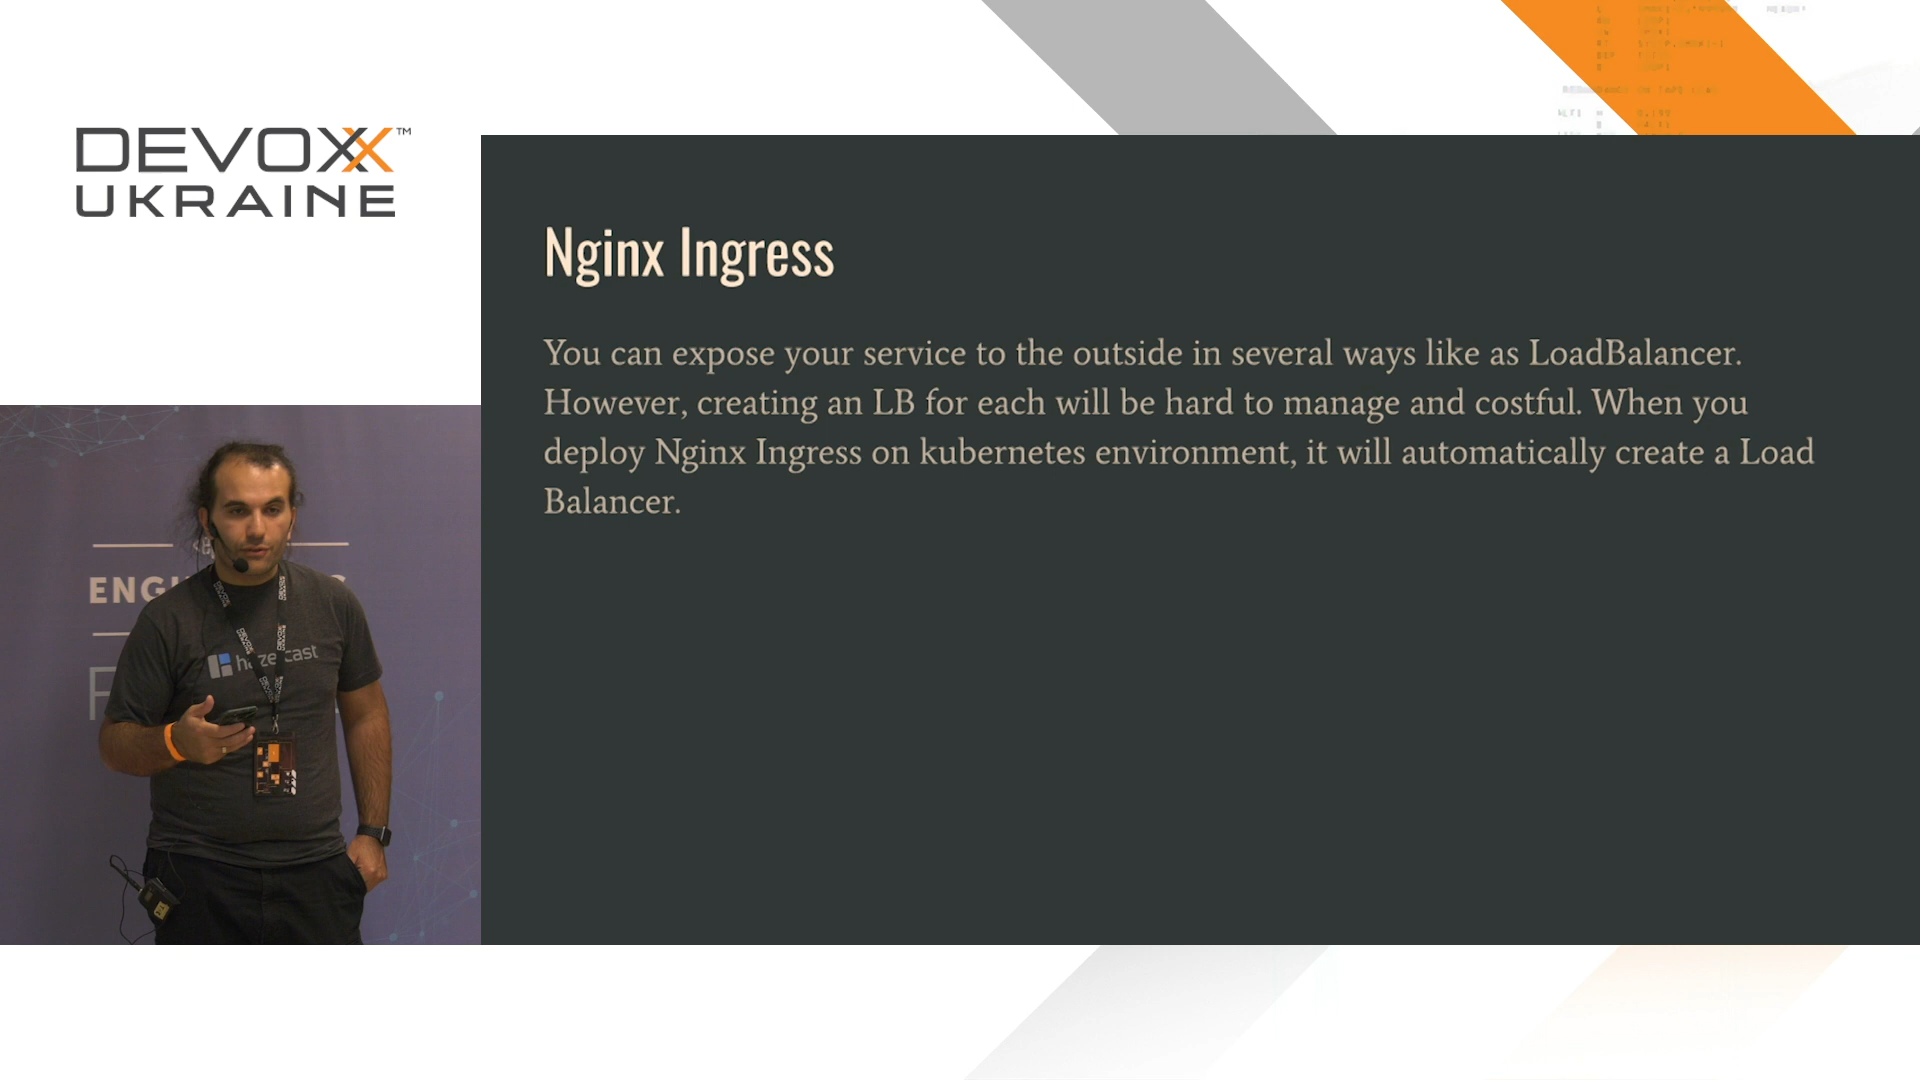 DEVOXX™
UKRAINE
Nginx Ingress
You can expose your service to the outside in several ways like as LoadBalancer.
However, creating an LB for each will be hard to manage and costful. When you
deploy Nginx Ingress on kubernetes environment, it will automatically create a Load
Balancer.
hazelcast